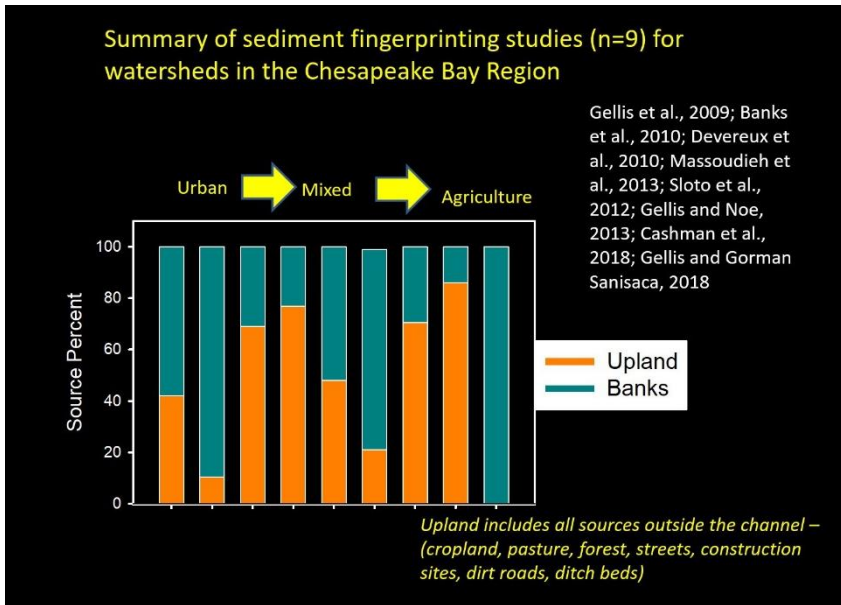 Summary of sediment fingerprinting studies (n=9) for
watersheds in the Chesapeake Bay Region
Gellis et al., 2009; Banks
et al., 2010; Devereux et
al., 2010; Massoudieh et
al., 2013; Sloto et al.,
2012; Gellis and Noe,
2013; Cashman et al.,
2018; Gellis and Gorman
Sanisaca, 2018
Urban
Mixed
Agriculture
Source Percent
100
80
60
40
20
0
Upland
Banks
Upland includes all sources outside the channel –
(cropland, pasture, forest, streets, construction
sites, dirt roads, ditch beds)